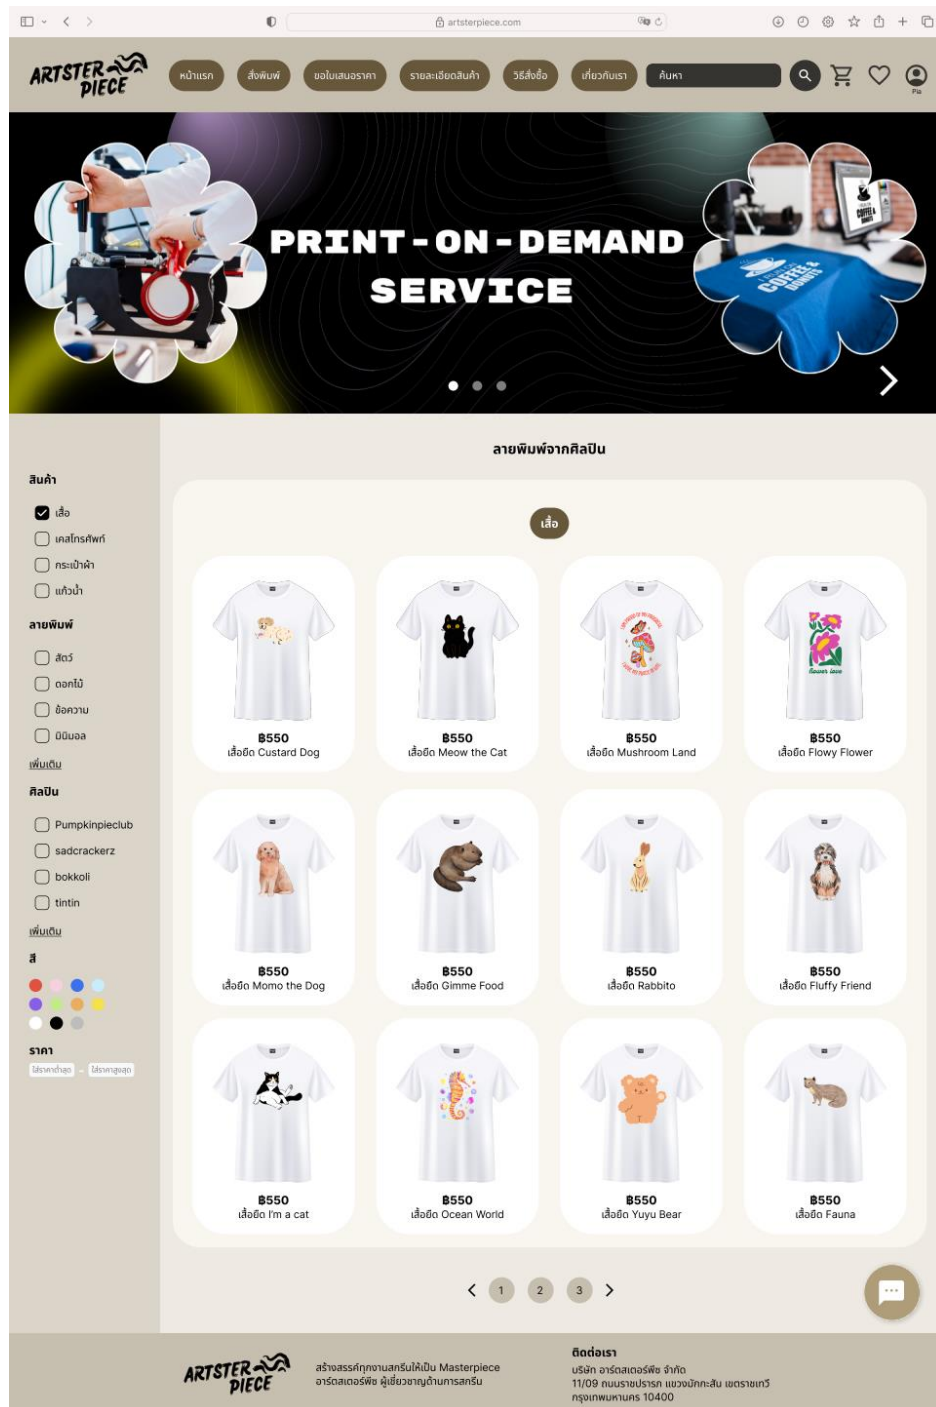 artsterpiece.com
ARTSTER
PIECE
หน้าแรก
สั่งพิมพ์
ขอใบเสนอราคา
รายละเอียดสินค้า
วิธีสั่งซื้อ
เกี่ยวกับเรา
ค้นหา
Pia
PRINT-ON-DEMAND
SERVICE
COFFEE &
DONUTS
I RUN ON
COFFEE &
DONUTS
ลายพิมพ์จากศิลปิน
สินค้า
เสื้อ
เคสโทรศัพท์
กระเป๋าผ้า
แก้วน้ำ
ลายพิมพ์
สัตว์
ดอกไม้
ข้อความ
มินิมอล
เพิ่มเติม
ศิลปิน
Pumpkinpieclub
sadcrackerz
bokkoli
tintin
เพิ่มเติม
สี
ราคา
ใส่ราคาต่ำสุด – ใส่ราคาสูงสุด
เสื้อ
flower love
฿550
เสื้อยืด Custard Dog
฿550
เสื้อยืด Meow the Cat
฿550
เสื้อยืด Mushroom Land
฿550
เสื้อยืด Flowy Flower
฿550
เสื้อยืด Momo the Dog
฿550
เสื้อยืด Gimme Food
฿550
เสื้อยืด Rabbito
฿550
เสื้อยืด Fluffy Friend
฿550
เสื้อยืด I'm a cat
฿550
เสื้อยืด Ocean World
฿550
เสื้อยืด Yuyu Bear
฿550
เสื้อยืด Fauna
1 2 3
ARTSTER
PIECE
สร้างสรรค์ทุกงานสกรีนให้เป็น Masterpiece
อาร์ตสเตอร์พีซ ผู้เชี่ยวชาญด้านการสกรีน
ติดต่อเรา
บริษัท อาร์ตสเตอร์พีซ จำกัด
11/09 ถนนราชปรารภ แขวงมักกะสัน เขตราชเทวี
กรุงเทพมหานคร 10400